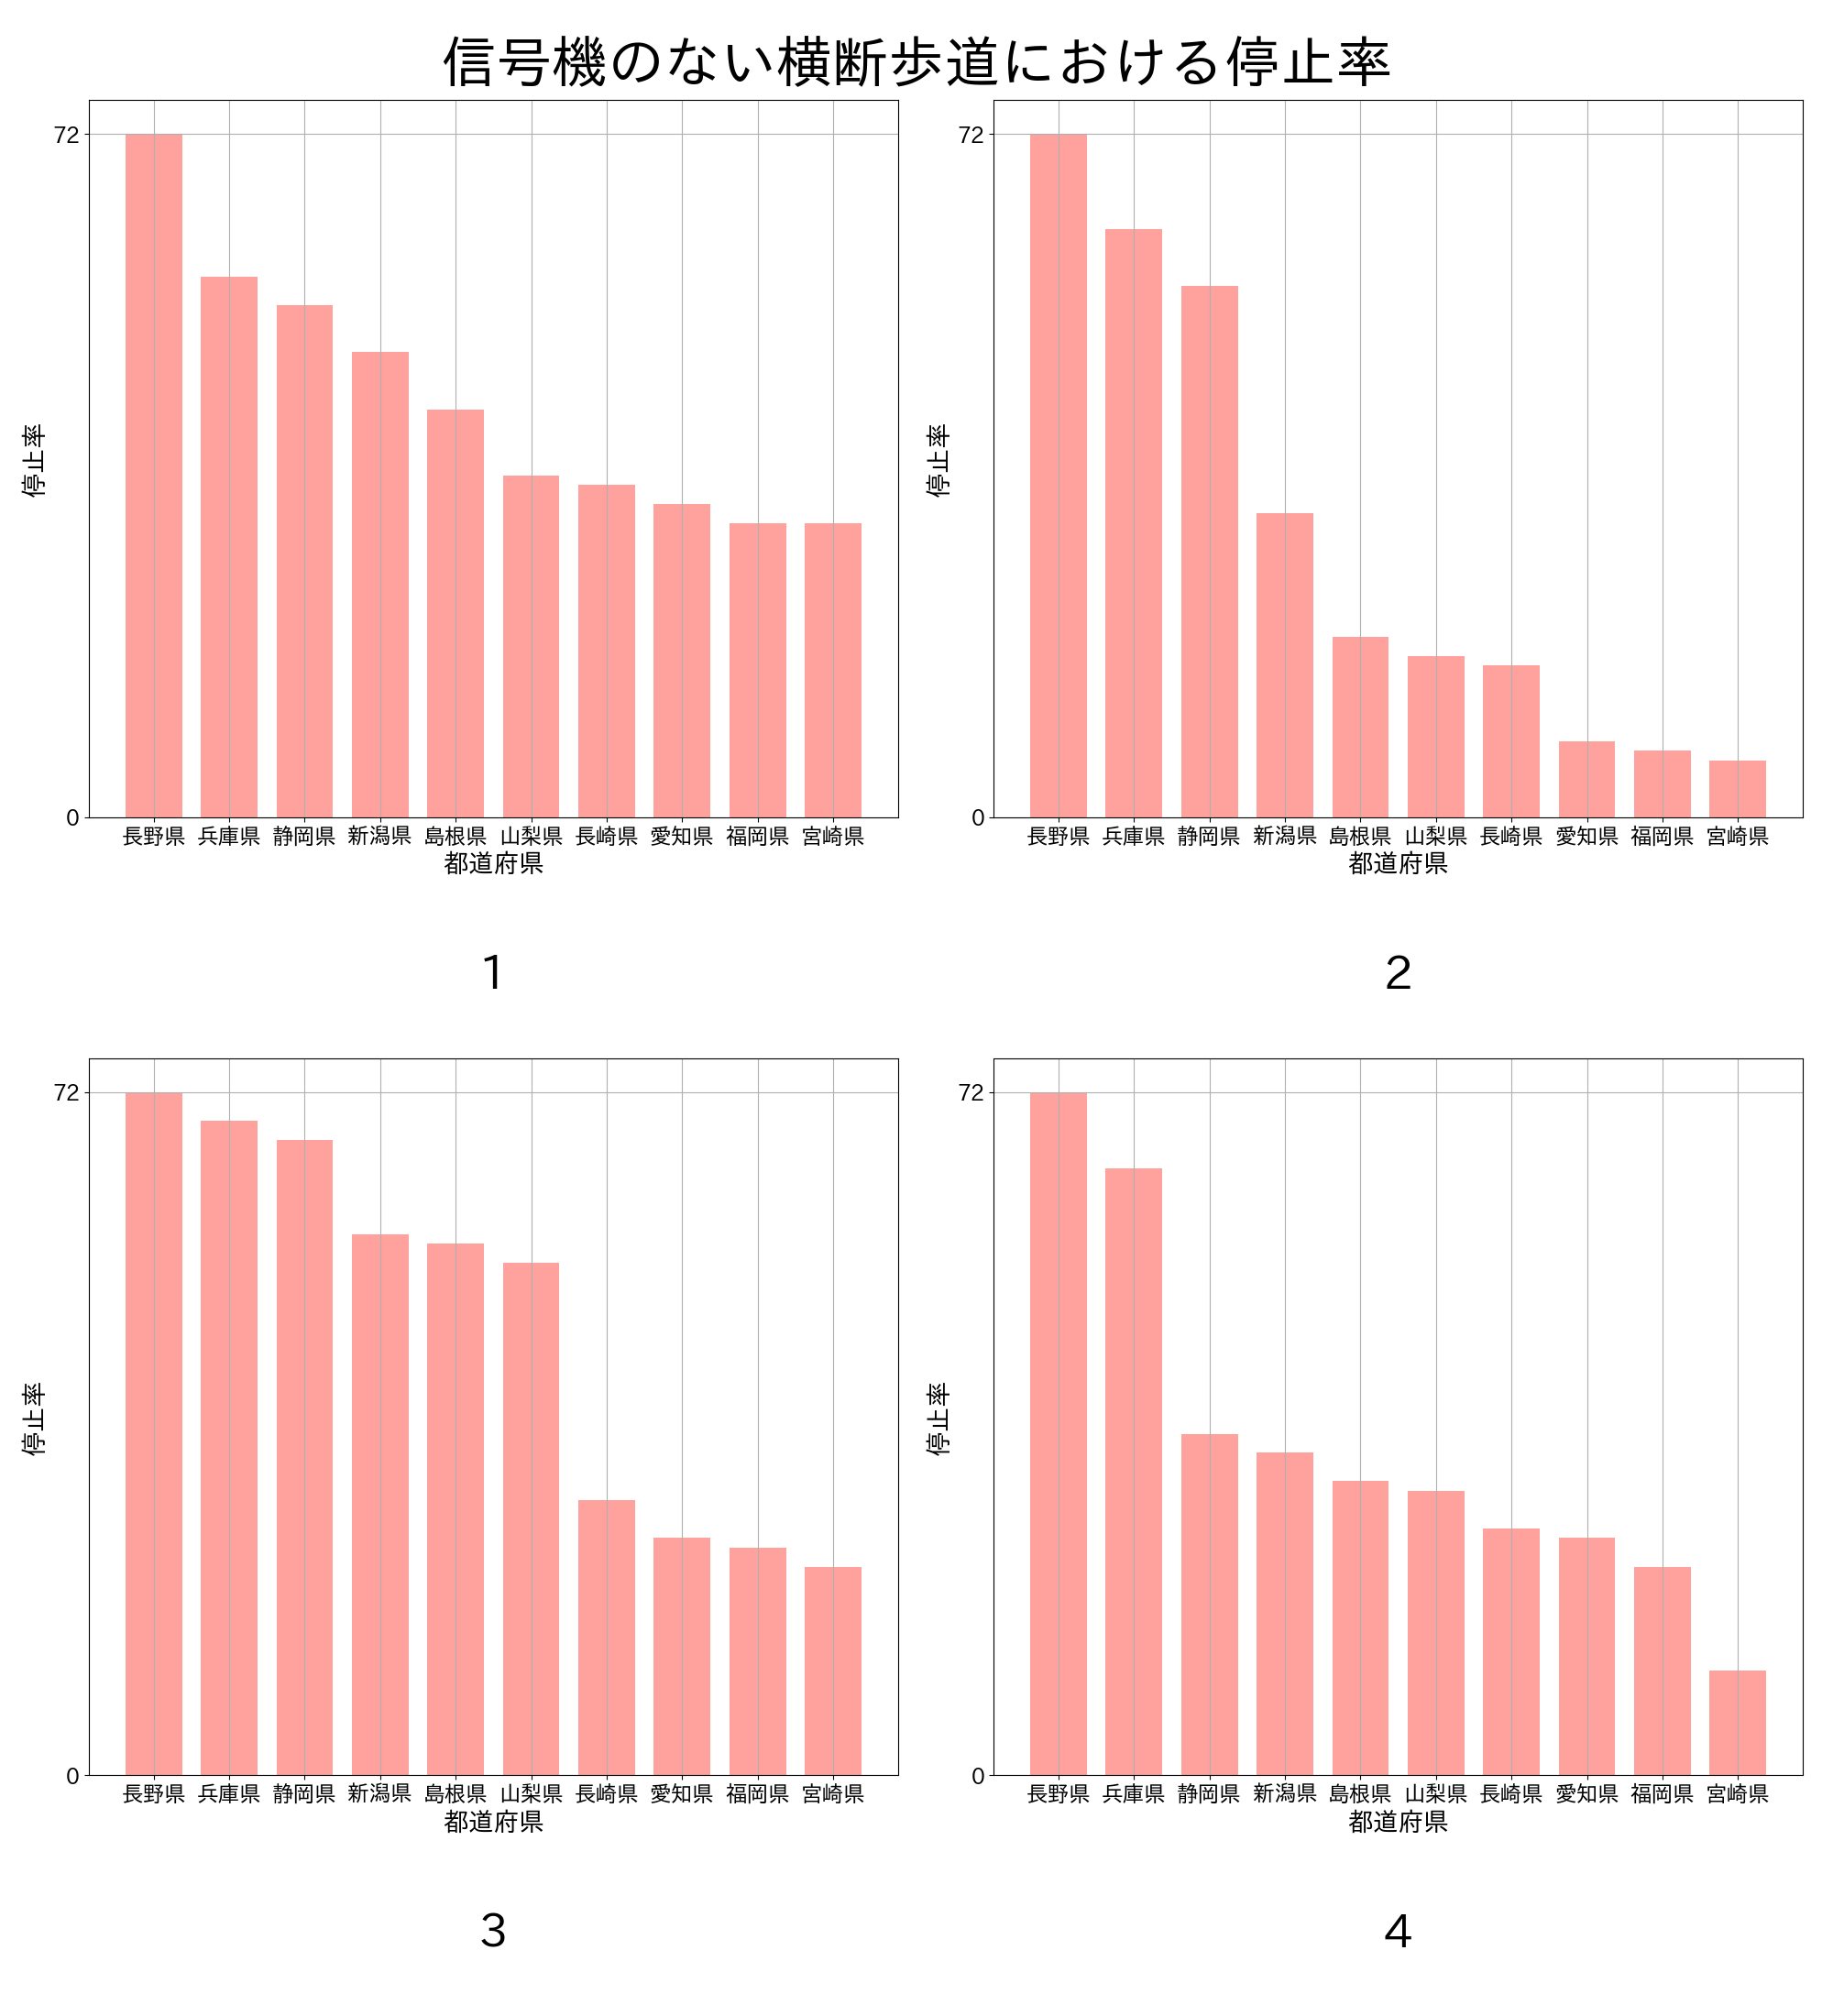 信号機のない横断歩道における停止率
72
0
停止率
長野県 兵庫県 静岡県 新潟県 島根県 山梨県 長崎県 愛知県 福岡県 宮崎県
都道府県
1
72
0
停止率
長野県 兵庫県 静岡県 新潟県 島根県 山梨県 長崎県 愛知県 福岡県 宮崎県
都道府県
2
72
0
停止率
長野県 兵庫県 静岡県 新潟県 島根県 山梨県 長崎県 愛知県 福岡県 宮崎県
都道府県
3
72
0
停止率
長野県 兵庫県 静岡県 新潟県 島根県 山梨県 長崎県 愛知県 福岡県 宮崎県
都道府県
4